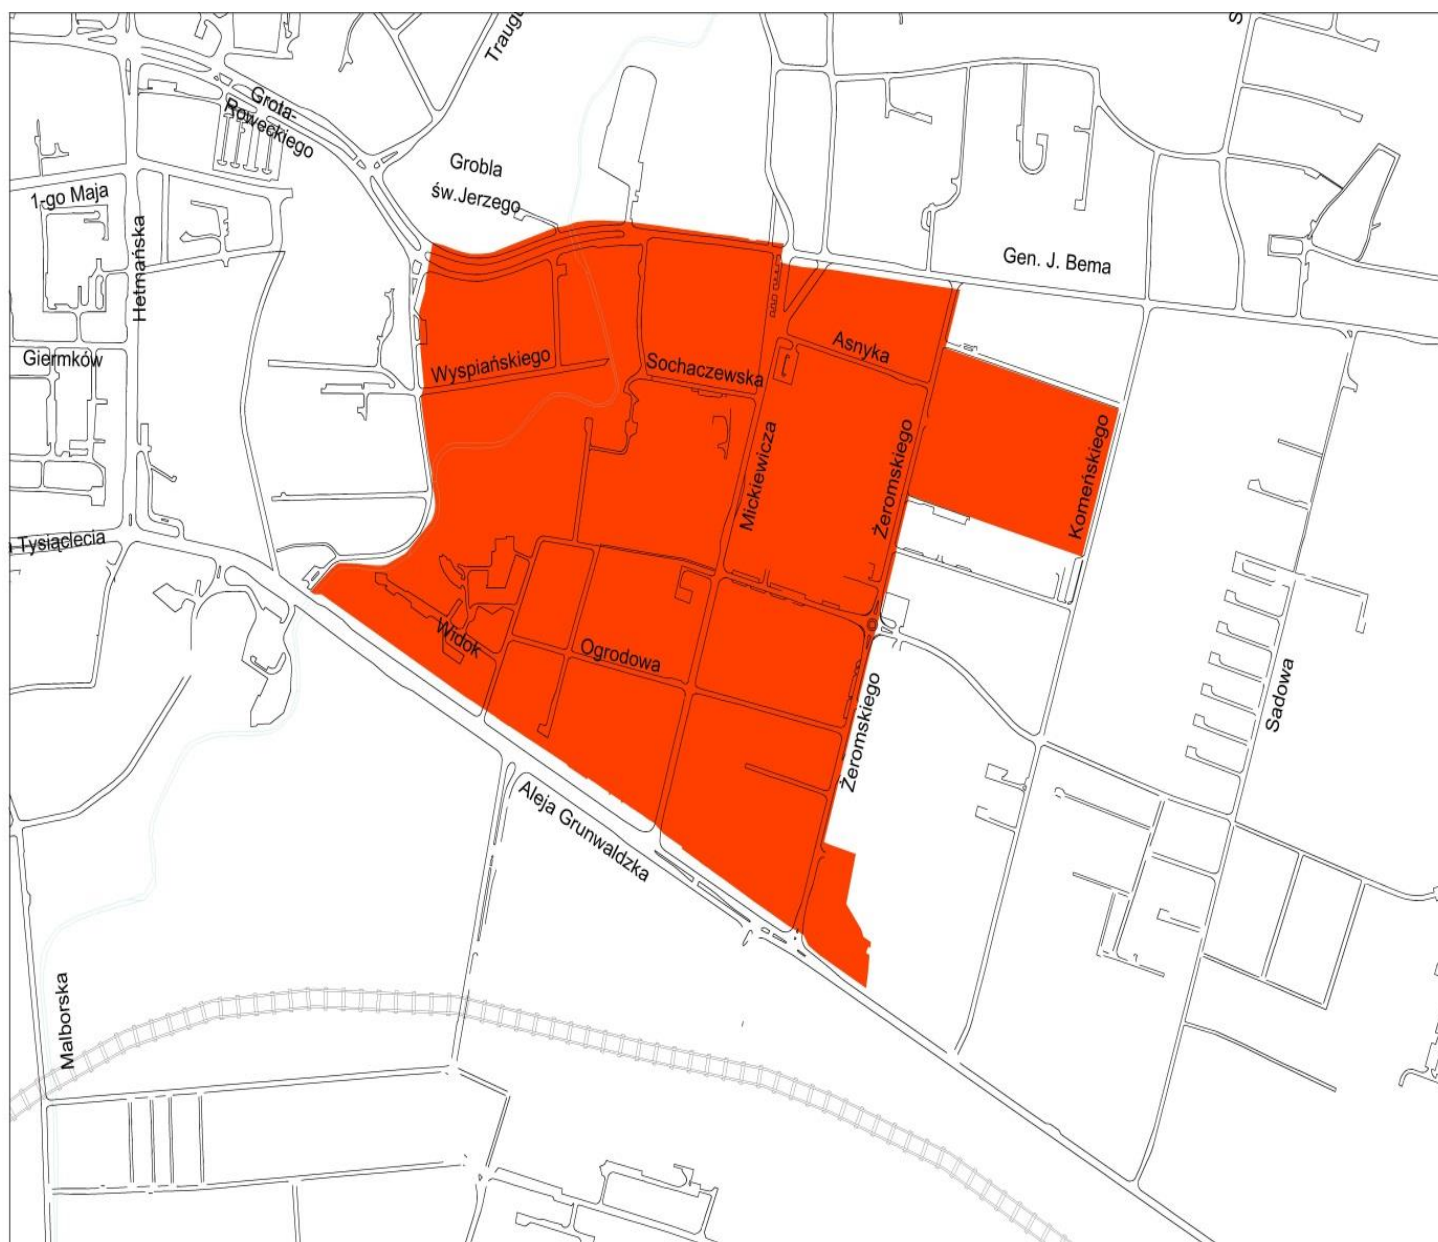 Grota-
Roweckiego
Grobla
św.Jerzego
1-go Maja
Hetmańska
Gen. J. Bema
Giermków
Wyspiańskiego
Sochaczewska
Asnyka
Mickiewicza
Żeromskiego
Komeńskiego
Tysiąclecia
Widok
Ogrodowa
Żeromskiego
Sadowa
Aleja Grunwaldzka
Malborska